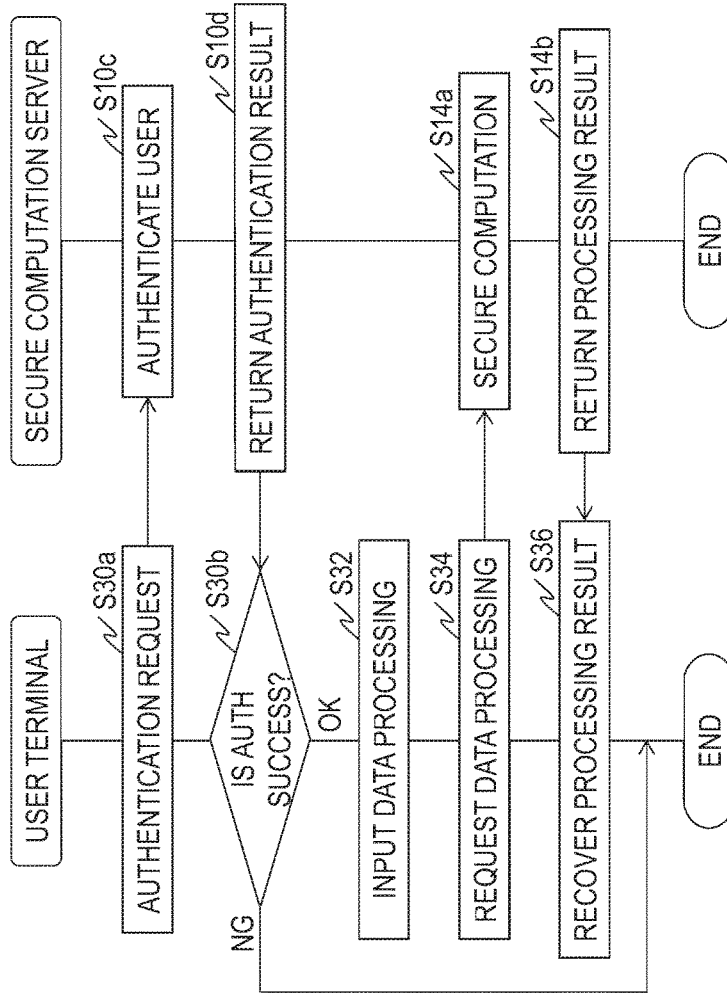 USER TERMINAL
SECURE COMPUTATION SERVER
S30a
AUTHENTICATION REQUEST
S10c
AUTHENTICATE USER
S30b
IS AUTH
SUCCESS?
NG
OK
S10d
RETURN AUTHENTICATION RESULT
S32
INPUT DATA PROCESSING
S34
REQUEST DATA PROCESSING
S14a
SECURE COMPUTATION
S36
RECOVER PROCESSING RESULT
S14b
RETURN PROCESSING RESULT
END
END